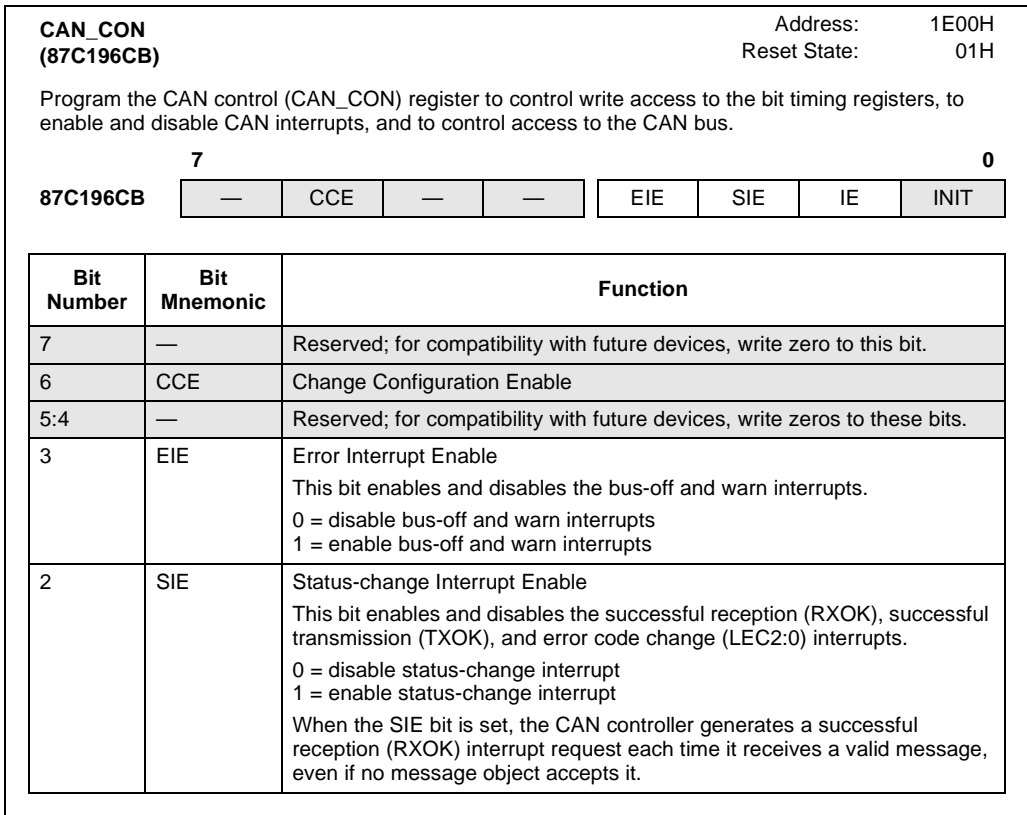 CAN_CON
(87C196CB)
Address: 1E00H
Reset State: 01H
Program the CAN control (CAN_CON) register to control write access to the bit timing registers, to
enable and disable CAN interrupts, and to control access to the CAN bus.
7 0
87C196CB — CCE — — EIE SIE IE INIT
Bit Number Bit Mnemonic Function
7 — Reserved; for compatibility with future devices, write zero to this bit.
6 CCE Change Configuration Enable
5:4 — Reserved; for compatibility with future devices, write zeros to these bits.
3 EIE Error Interrupt Enable
This bit enables and disables the bus-off and warn interrupts.
0 = disable bus-off and warn interrupts
1 = enable bus-off and warn interrupts
2 SIE Status-change Interrupt Enable
This bit enables and disables the successful reception (RXOK), successful
transmission (TXOK), and error code change (LEC2:0) interrupts.
0 = disable status-change interrupt
1 = enable status-change interrupt
When the SIE bit is set, the CAN controller generates a successful
reception (RXOK) interrupt request each time it receives a valid message,
even if no message object accepts it.